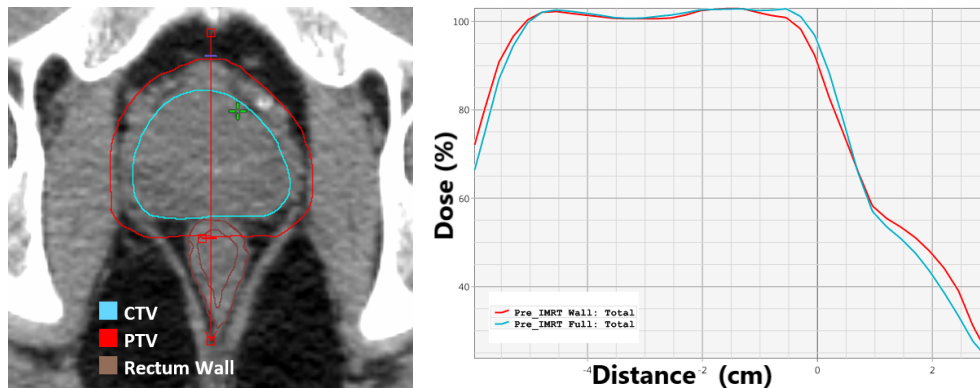 CTV
PTV
Rectum Wall
100
80
60
40
Dose (%)
Pre_IMRT Wall: Total
Pre_IMRT Full: Total
-4
-2
0
2
Distance (cm)